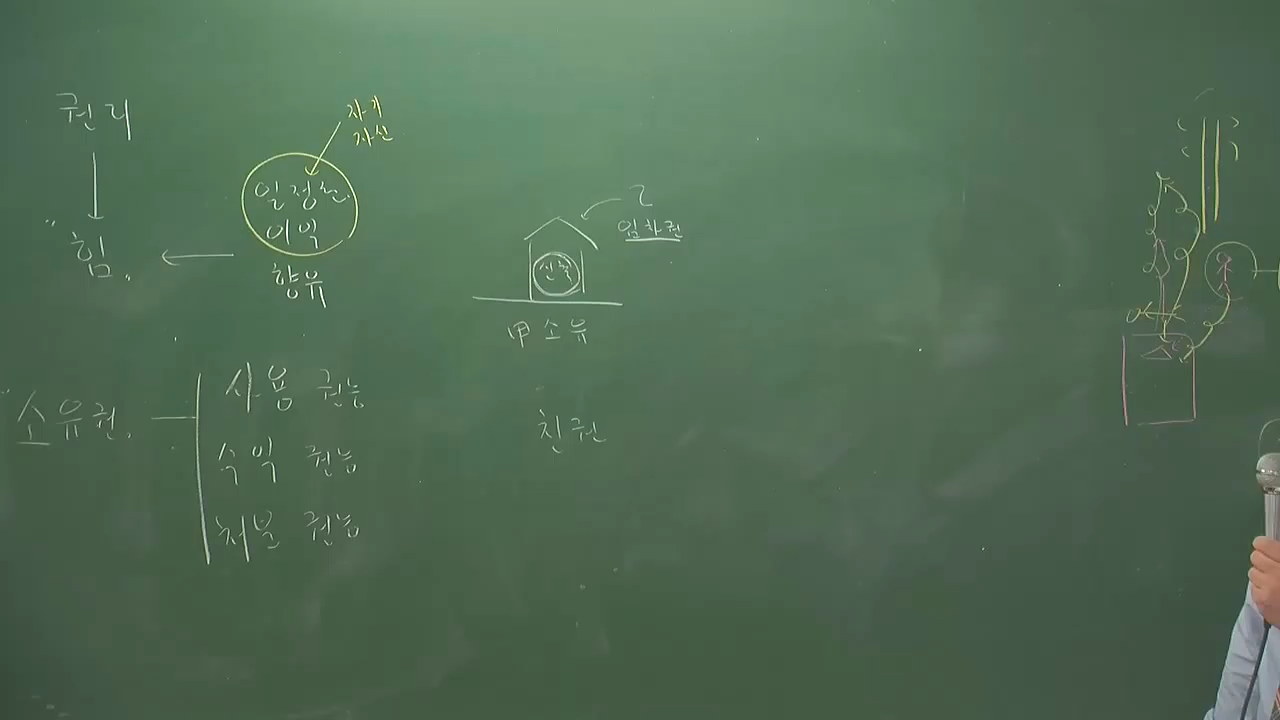 권리
"힘"
자기
자신
일정한
이익
향유
乙
임차권
신축
甲소유
"소유권"
사용 권능
수익 권능
처분 권능
친권